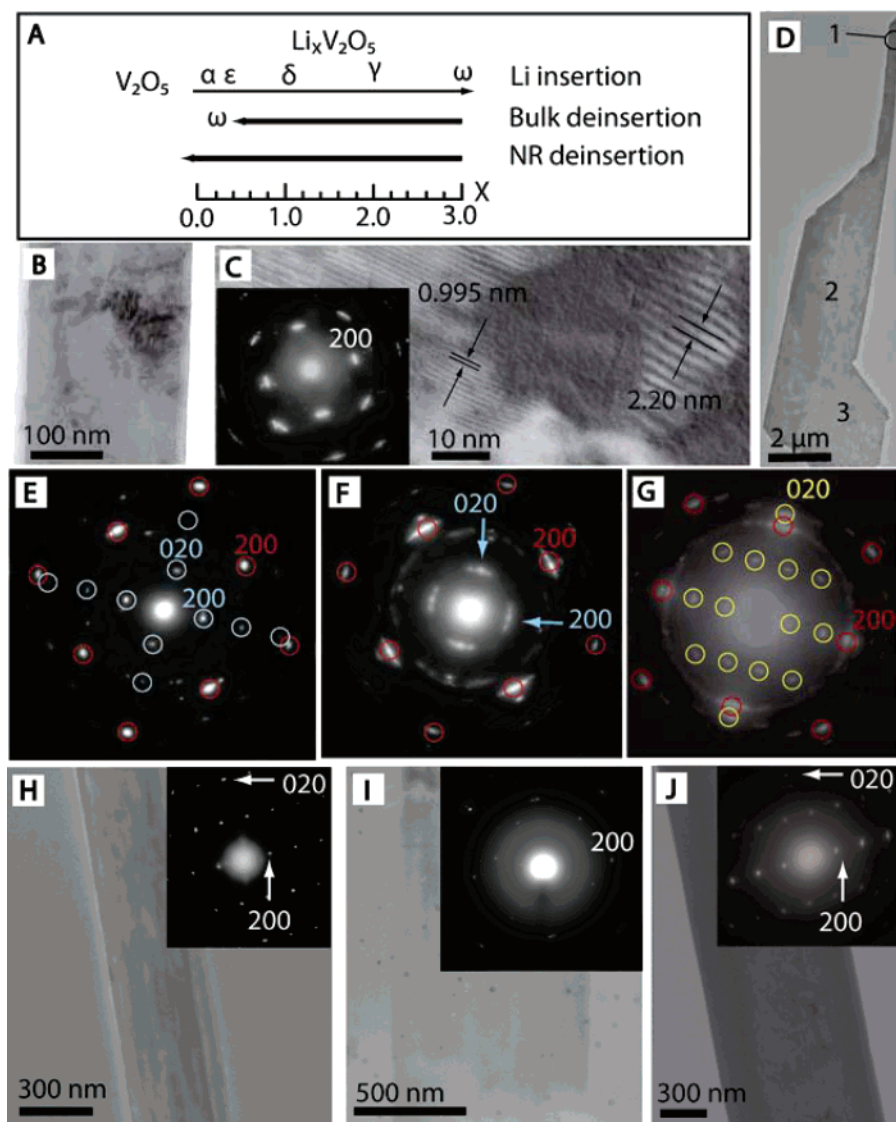 A
LiₓV₂O₅
V₂O₅ α ε δ γ ω Li insertion
ω Bulk deinsertion
NR deinsertion
X
0.0 1.0 2.0 3.0
B
100 nm
C
200
0.995 nm
2.20 nm
10 nm
D
1
2
3
2 μm
E
020
200
200
F
020
200
200
G
020
200
H
020
200
300 nm
I
200
500 nm
J
020
200
300 nm